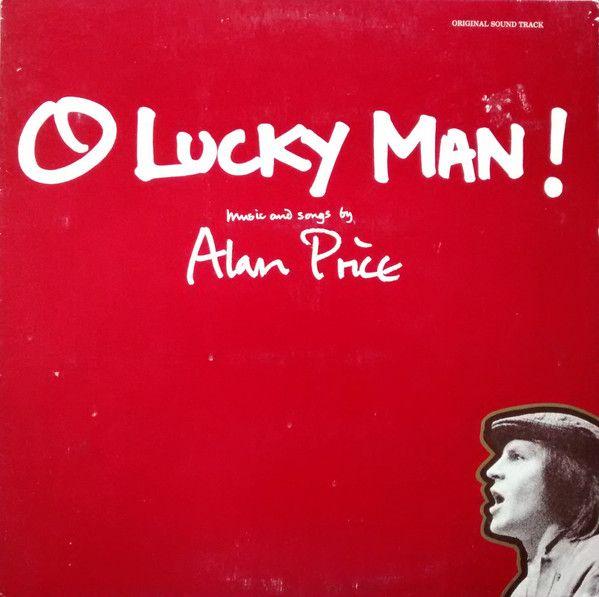 ORIGINAL SOUND TRACK
O LUCKY MAN!
music and songs by
Alan Price